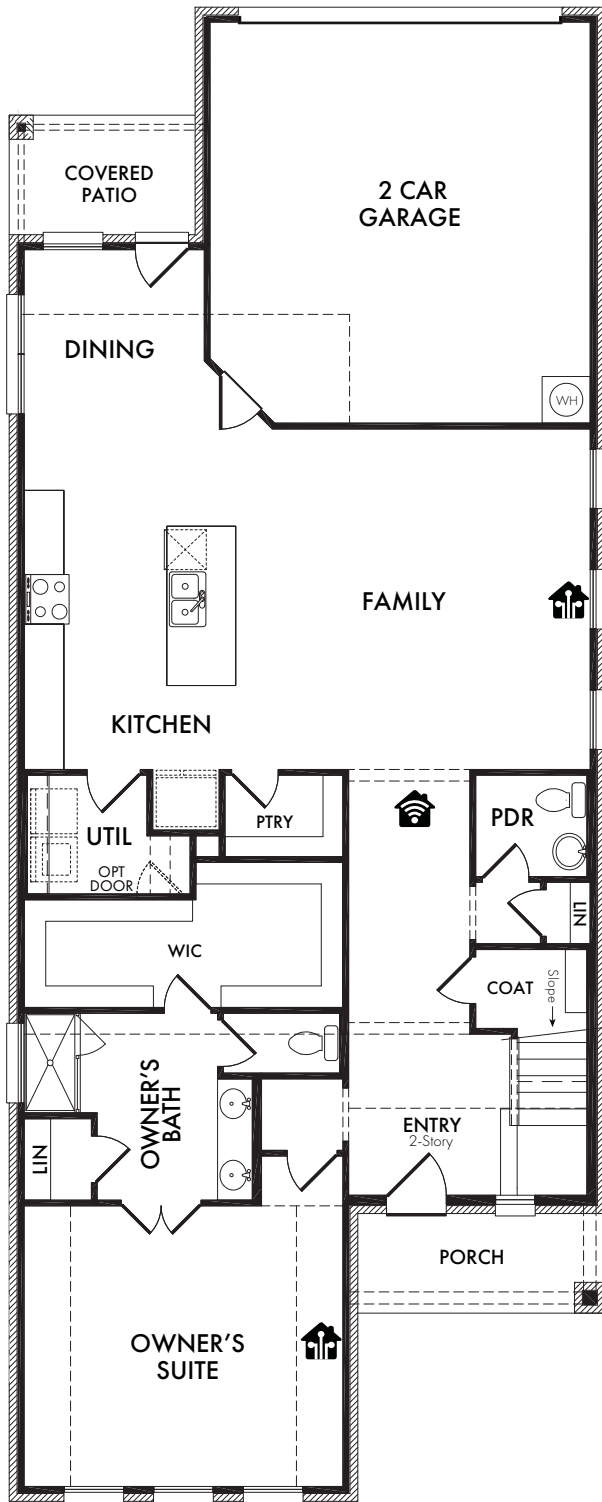 COVERED
PATIO
2 CAR
GARAGE
DINING
WH
FAMILY
KITCHEN
UTIL
PTRY
PDR
OPT
DOOR
LIN
WIC
COAT
Slope
OWNER'S
BATH
ENTRY
2-Story
LIN
PORCH
OWNER'S
SUITE